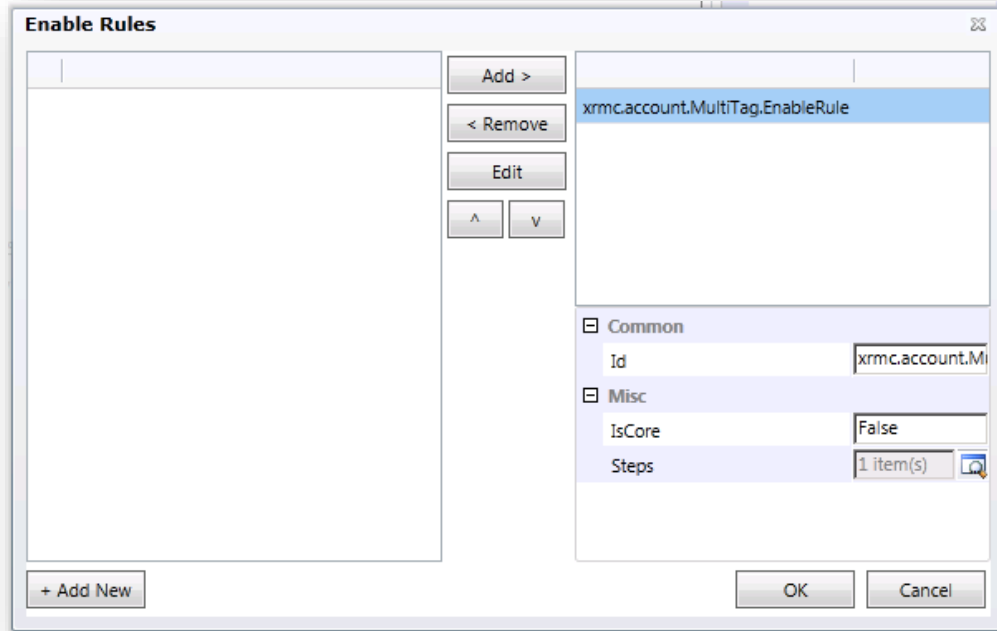 Enable Rules
Add >
< Remove
Edit
^
v
xrmc.account.MultiTag.EnableRule
Common
Id
xrmc.account.M
Misc
IsCore
False
Steps
1 item(s)
+ Add New
OK
Cancel